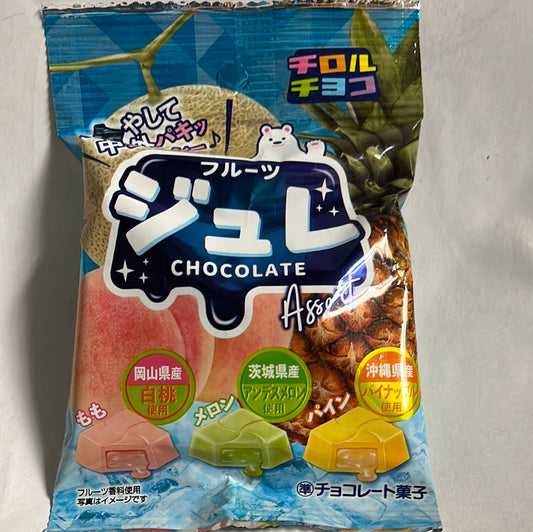 チロル
チョコ
やして
パキッ
フルーツ
ジュレ
CHOCOLATE
Assort
岡山県産
白桃
使用
茨城県産
アンデスメロン
使用
沖縄県産
パイナップル
使用
もも
メロン
パイン
フルーツ香料使用
写真はイメージです
準チョコレート菓子